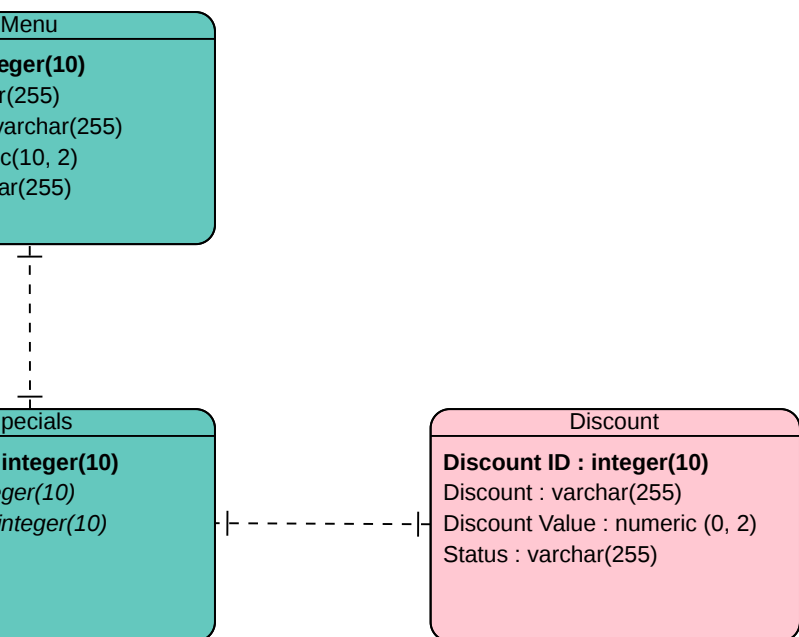 Menu
eger(10)
r(255)
varchar(255)
c(10, 2)
ar(255)
pecials
integer(10)
ger(10)
integer(10)
Discount
Discount ID : integer(10)
Discount : varchar(255)
Discount Value : numeric (0, 2)
Status : varchar(255)